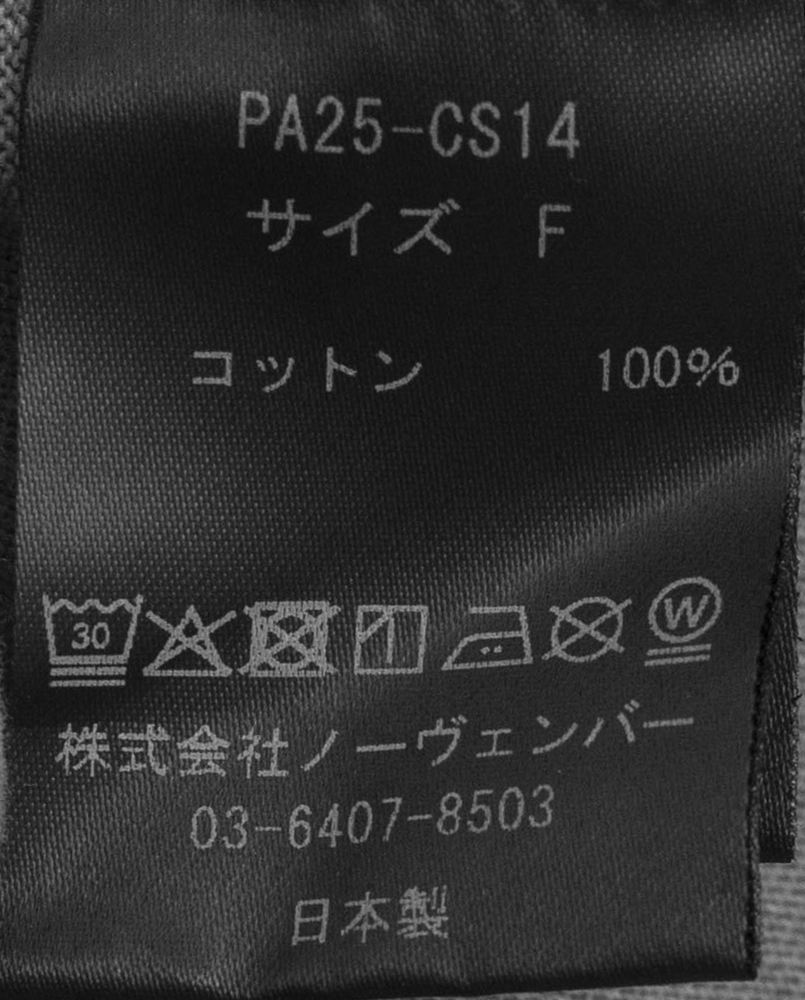 PA25-CS14
サイズ F
コットン 100%
30 W
株式会社ノーヴェンバー
03-6407-8503
日本製